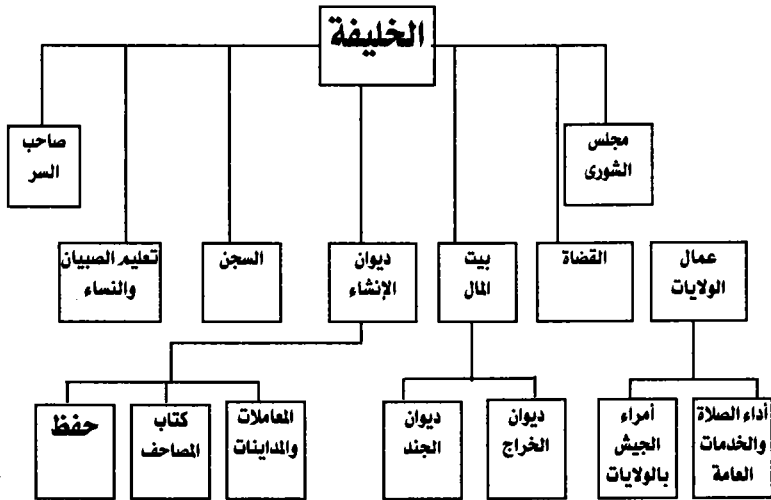 الخليفة
مجلس
الشورى
صاحب
السر
عمال
الولايات
القضاة
بيت
المال
ديوان
الإنشاء
السجن
تعليم الصبيان
والنساء
أداء الصلاة
والخدمات
العامة
أمراء
الجيش
بالولايات
ديوان
الخراج
ديوان
الجند
المعاملات
والمداينات
كتاب
المصاحف
حفظ